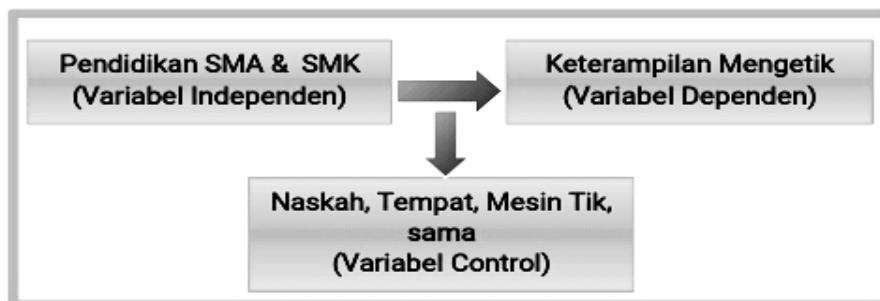 Pendidikan SMA & SMK
(Variabel Independen)
Keterampilan Mengetik
(Variabel Dependen)
Naskah, Tempat, Mesin Tik,
sama
(Variabel Control)